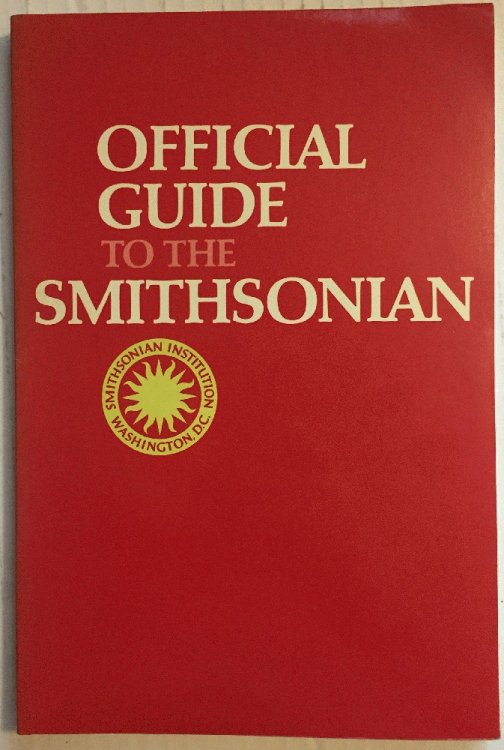 OFFICIAL
GUIDE
TO THE
SMITHSONIAN
SMITHSONIAN INSTITUTION
WASHINGTON, D.C.